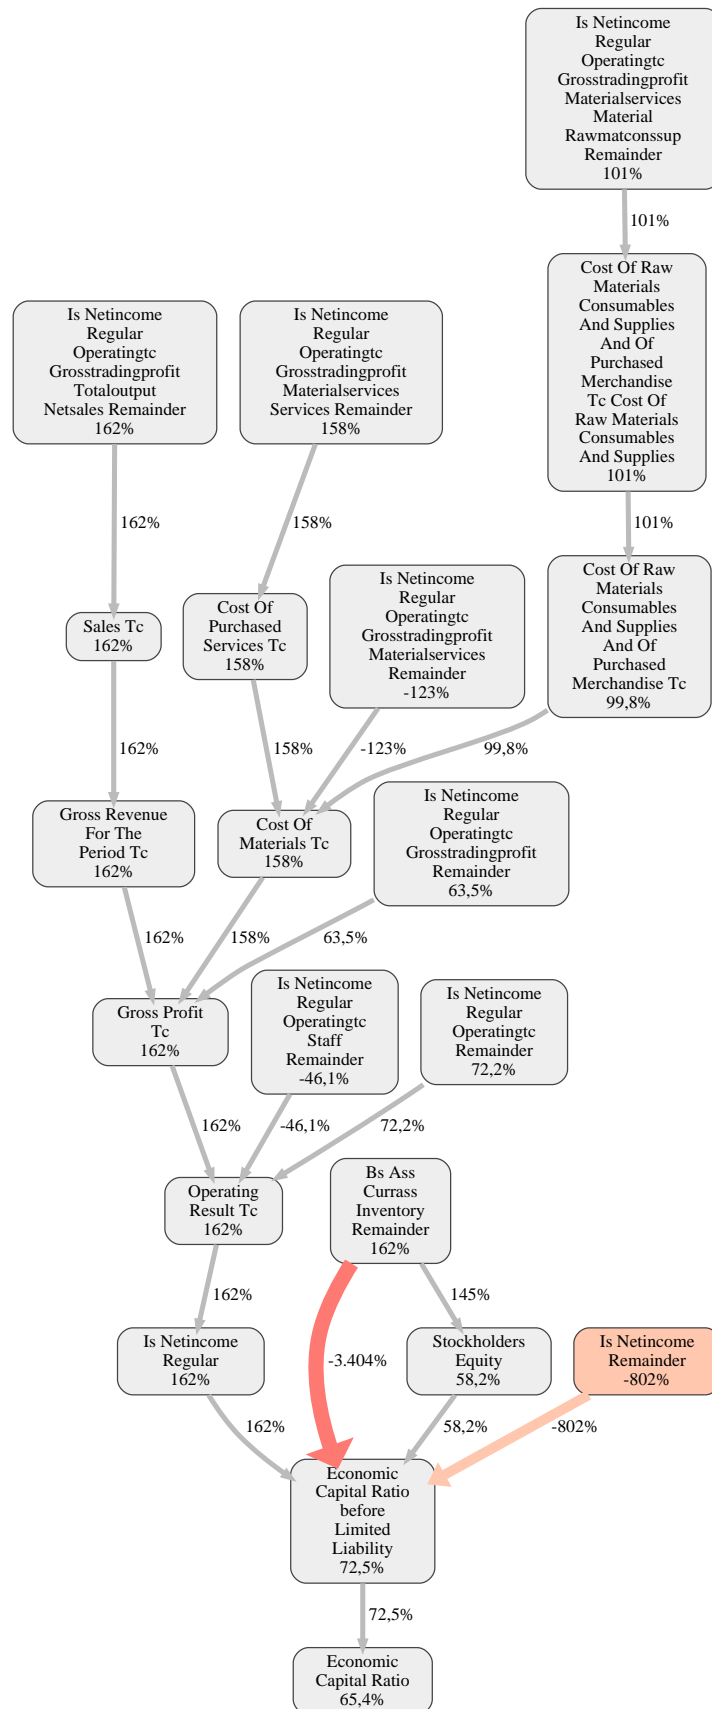 Is Netincome
Regular
Operatingtc
Grosstradingprofit
Materialservices
Material
Rawmatconssup
Remainder
101%
101%
Cost Of Raw
Materials
Consumables
And Supplies
And Of
Purchased
Merchandise
Tc Cost Of
Raw Materials
Consumables
And Supplies
101%
Is Netincome
Regular
Operatingtc
Grosstradingprofit
Totaloutput
Netsales Remainder
162%
Is Netincome
Regular
Operatingtc
Grosstradingprofit
Materialservices
Services Remainder
158%
162%
158%
101%
Sales Tc
162%
Cost Of
Purchased
Services Tc
158%
Is Netincome
Regular
Operatingtc
Grosstradingprofit
Materialservices
Remainder
-123%
Cost Of Raw
Materials
Consumables
And Supplies
And Of
Purchased
Merchandise Tc
99,8%
162%
158%
-123%
99,8%
Gross Revenue
For The
Period Tc
162%
Cost Of
Materials Tc
158%
Is Netincome
Regular
Operatingtc
Grosstradingprofit
Remainder
63,5%
162%
158%
63,5%
Gross Profit
Tc
162%
Is Netincome
Regular
Operatingtc
Staff
Remainder
-46,1%
Is Netincome
Regular
Operatingtc
Remainder
72,2%
162%
-46,1%
72,2%
Operating
Result Tc
162%
Bs Ass
Currass
Inventory
Remainder
162%
162%
-3.404%
145%
Is Netincome
Regular
162%
Stockholders
Equity
58,2%
Is Netincome
Remainder
-802%
162%
58,2%
-802%
Economic
Capital Ratio
before
Limited
Liability
72,5%
72,5%
Economic
Capital Ratio
65,4%